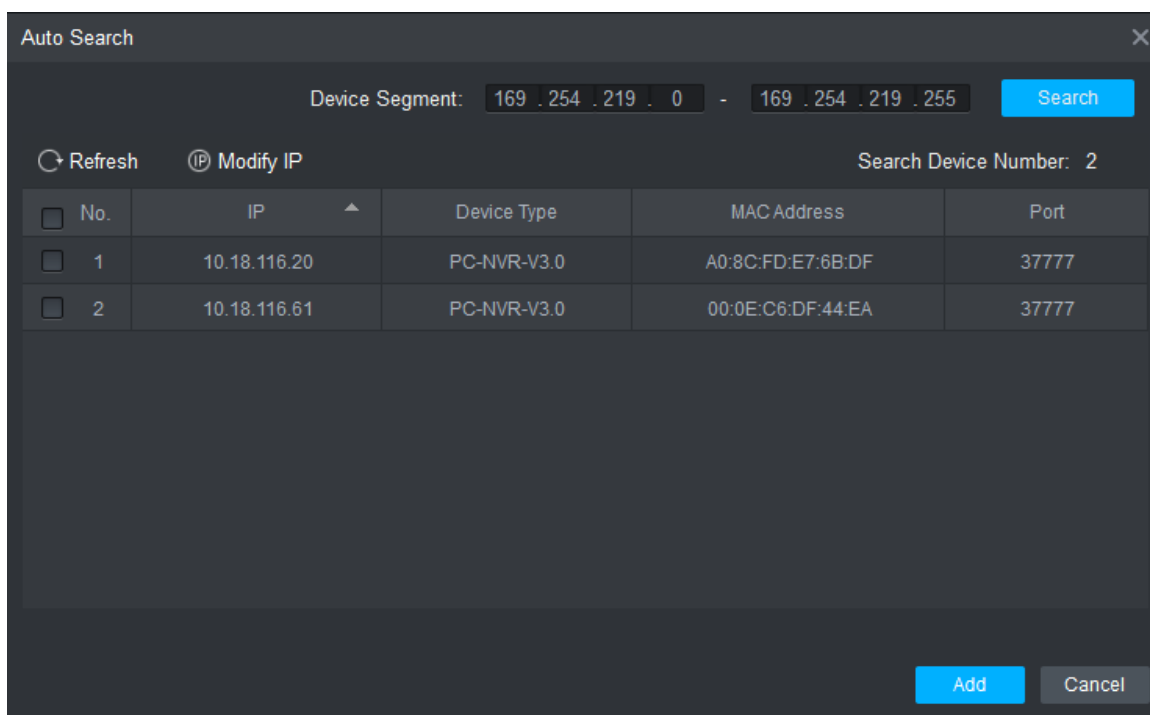 Auto Search
Device Segment: 169 . 254 . 219 . 0 - 169 . 254 . 219 . 255 Search
Refresh IP Modify IP Search Device Number: 2
No. IP Device Type MAC Address Port
1 10.18.116.20 PC-NVR-V3.0 A0:8C:FD:E7:6B:DF 37777
2 10.18.116.61 PC-NVR-V3.0 00:0E:C6:DF:44:EA 37777
Add Cancel